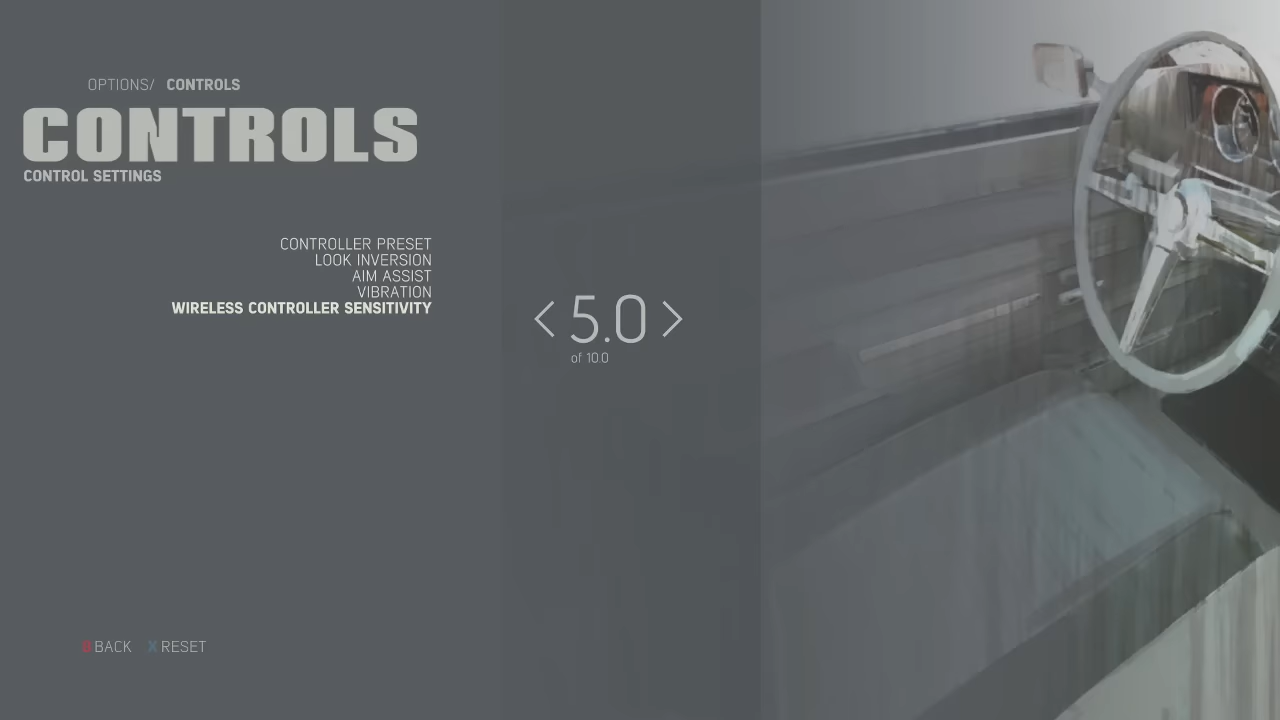 OPTIONS/ CONTROLS
CONTROLS
CONTROL SETTINGS
CONTROLLER PRESET
LOOK INVERSION
AIM ASSIST
VIBRATION
WIRELESS CONTROLLER SENSITIVITY
< 5.0 >
of 10.0
B BACK X RESET